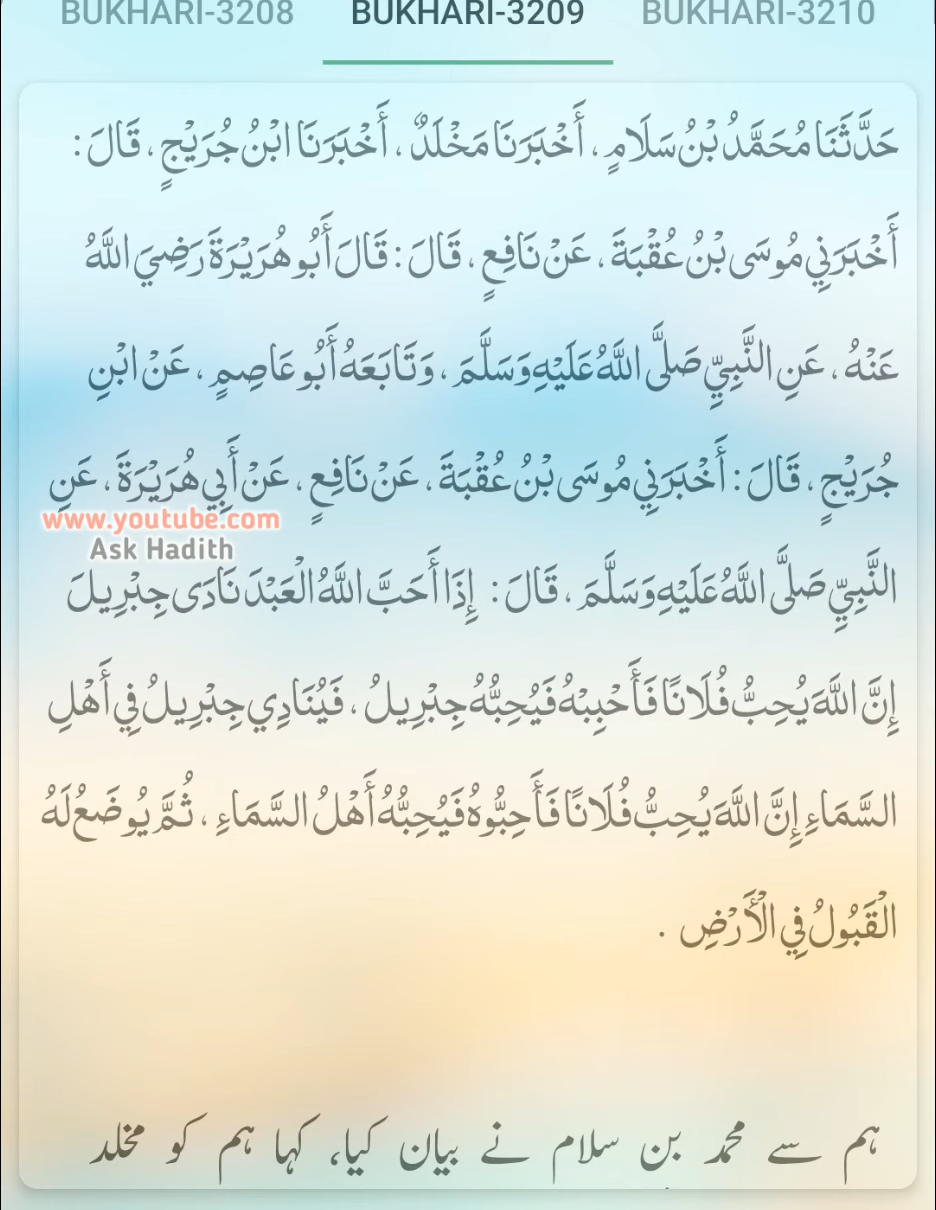 BUKHARI-3208 BUKHARI-3209 BUKHARI-3210
حَدَّثَنَا مُحَمَّدُ بْنُ سَلَامٍ ، أَخْبَرَنَا مَخْلَدٌ ، أَخْبَرَنَا ابْنُ جُرَيْجٍ ، قَالَ :
أَخْبَرَنِي مُوسَى بْنُ عُقْبَةَ ، عَنْ نَافِعٍ ، قَالَ : قَالَ أَبُو هُرَيْرَةَ رَضِيَ اللَّهُ
عَنْهُ ، عَنِ النَّبِيِّ صَلَّى اللَّهُ عَلَيْهِ وَسَلَّمَ ، وَتَابَعَهُ أَبُو عَاصِمٍ ، عَنْ ابْنِ
جُرَيْجٍ ، قَالَ : أَخْبَرَنِي مُوسَى بْنُ عُقْبَةَ ، عَنْ نَافِعٍ ، عَنْ أَبِي هُرَيْرَةَ ، عَنِ
www.youtube.com
Ask Hadith
النَّبِيِّ صَلَّى اللَّهُ عَلَيْهِ وَسَلَّمَ ، قَالَ : إِذَا أَحَبَّ اللَّهُ الْعَبْدَ نَادَى جِبْرِيلَ
إِنَّ اللَّهَ يُحِبُّ فُلَانًا فَأَحْبِبْهُ فَيُحِبُّهُ جِبْرِيلُ ، فَيُنَادِي جِبْرِيلُ فِي أَهْلِ
السَّمَاءِ إِنَّ اللَّهَ يُحِبُّ فُلَانًا فَأَحِبُّوهُ فَيُحِبُّهُ أَهْلُ السَّمَاءِ ، ثُمَّ يُوضَعُ لَهُ
الْقَبُولُ فِي الْأَرْضِ .
ہم سے محمد بن سلام نے بیان کیا، کہا ہم کو مخلد